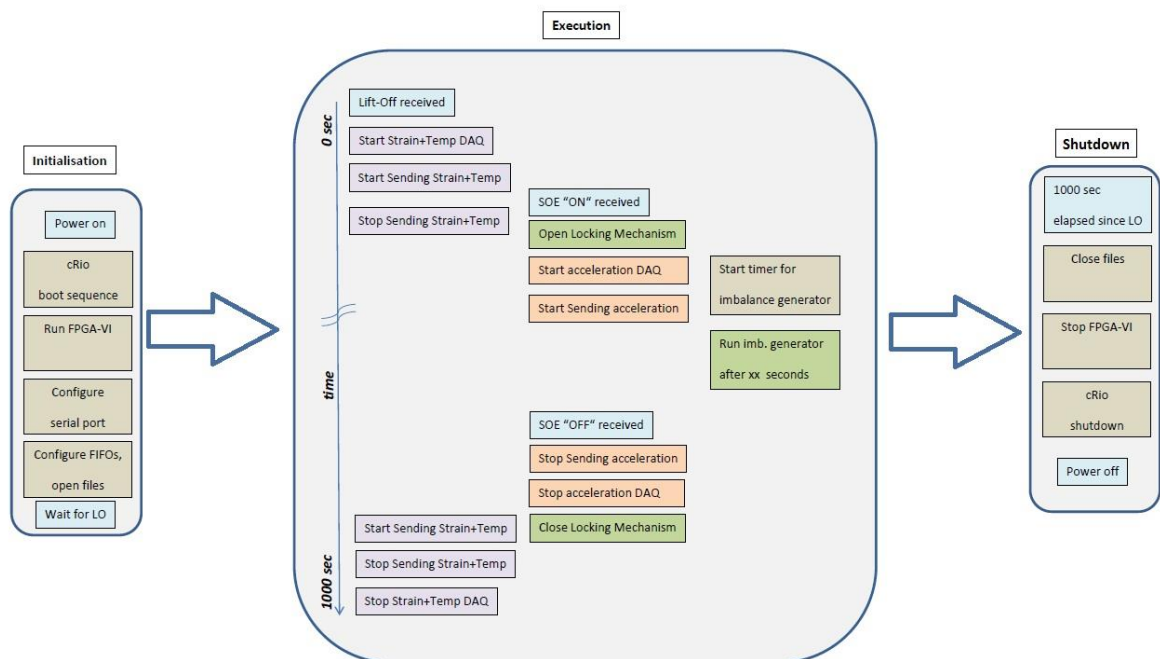 Initialisation
Power on
cRio
boot sequence
Run FPGA-VI
Configure
serial port
Configure FIFOs,
open files
Wait for LO
Execution
0 sec
time
1000 sec
Lift-Off received
Start Strain+Temp DAQ
Start Sending Strain+Temp
Stop Sending Strain+Temp
SOE “ON“ received
Open Locking Mechanism
Start acceleration DAQ
Start Sending acceleration
Start timer for
imbalance generator
Run imb. generator
after xx seconds
SOE “OFF“ received
Stop Sending acceleration
Stop acceleration DAQ
Close Locking Mechanism
Start Sending Strain+Temp
Stop Sending Strain+Temp
Stop Strain+Temp DAQ
Shutdown
1000 sec
elapsed since LO
Close files
Stop FPGA-VI
cRio
shutdown
Power off